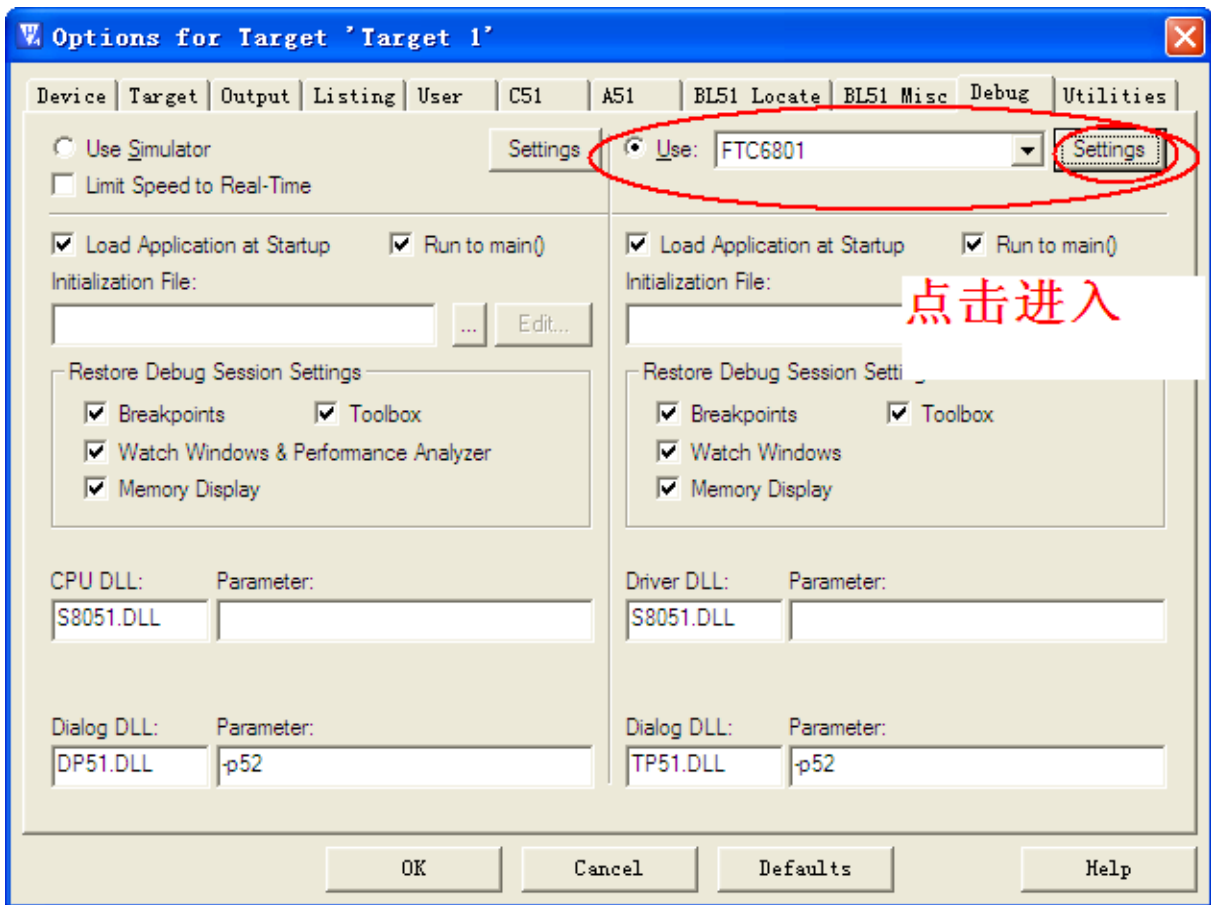 Options for Target 'Target 1'
Device Target Output Listing User C51 A51 BL51 Locate BL51 Misc Debug Utilities
Use Simulator Settings Use: FTC6801 Settings
Limit Speed to Real-Time
Load Application at Startup Run to main() Load Application at Startup Run to main()
Initialization File: Initialization File:
点击进入
... Edit...
Restore Debug Session Settings Restore Debug Session
Breakpoints Toolbox Breakpoints Toolbox
Watch Windows & Performance Analyzer Watch Windows
Memory Display Memory Display
CPU DLL: Parameter: Driver DLL: Parameter:
S8051.DLL S8051.DLL
Dialog DLL: Parameter: Dialog DLL: Parameter:
DP51.DLL -p52 TP51.DLL -p52
OK Cancel Defaults Help